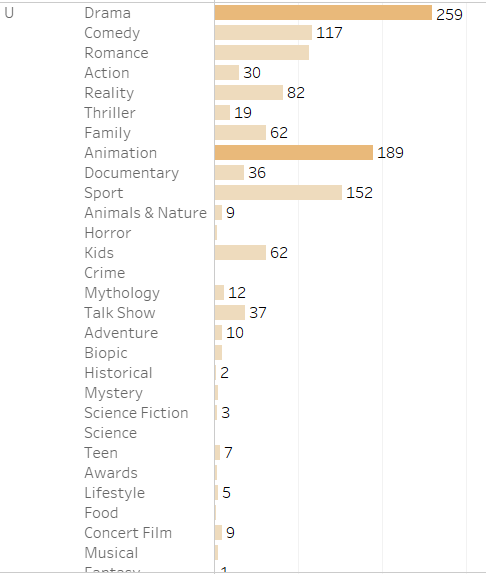 U Drama 259
Comedy 117
Romance
Action 30
Reality 82
Thriller 19
Family 62
Animation 189
Documentary 36
Sport 152
Animals & Nature 9
Horror
Kids 62
Crime
Mythology 12
Talk Show 37
Adventure 10
Biopic
Historical 2
Mystery
Science Fiction 3
Science
Teen 7
Awards
Lifestyle 5
Food
Concert Film 9
Musical
Fantasy 1